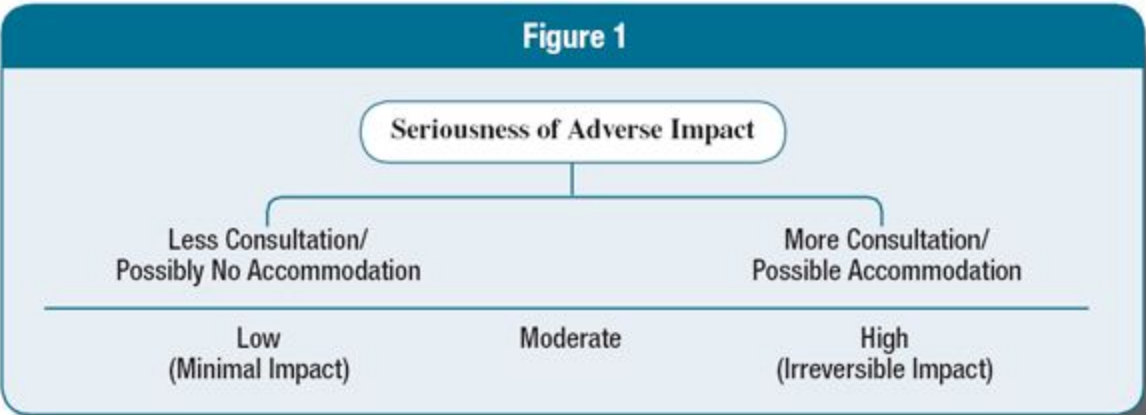 Figure 1
Seriousness of Adverse Impact
Less Consultation/
Possibly No Accommodation
More Consultation/
Possible Accommodation
Low
(Minimal Impact)
Moderate
High
(Irreversible Impact)